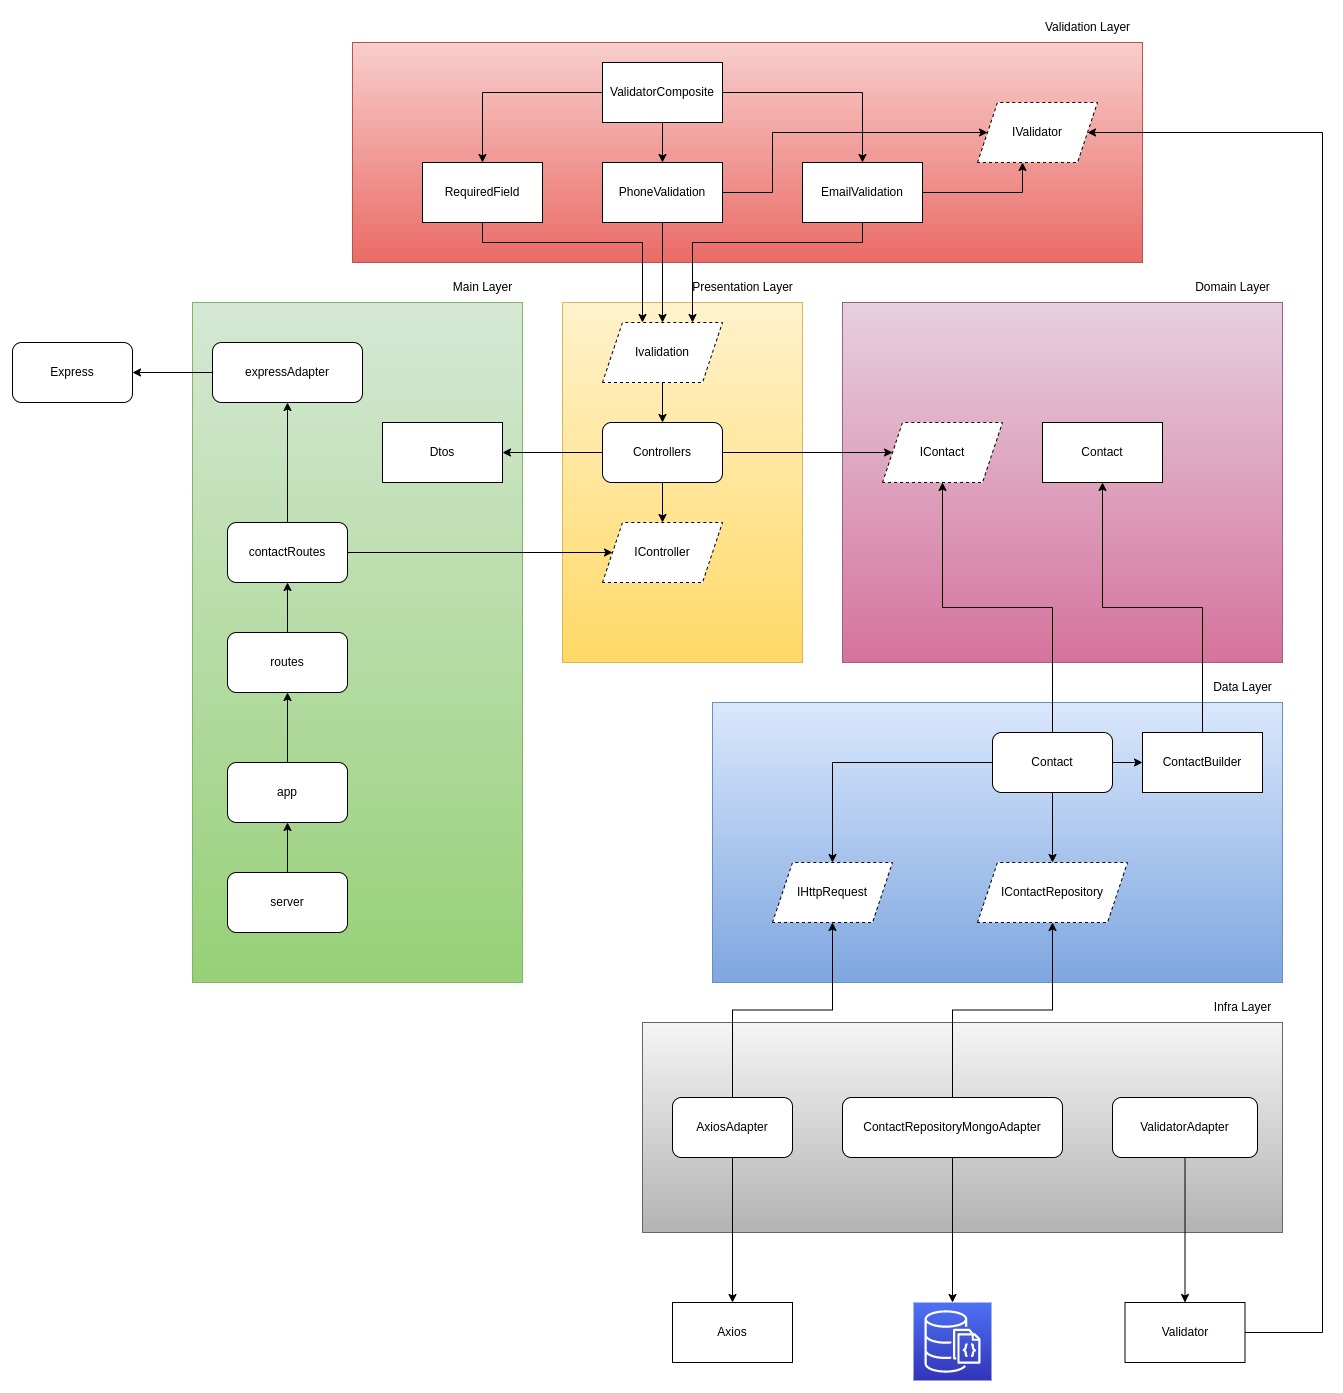 Validation Layer
ValidatorComposite
IValidator
RequiredField
PhoneValidation
EmailValidation
Main Layer
Presentation Layer
Domain Layer
Express
expressAdapter
Ivalidation
Dtos
Controllers
IContact
Contact
contactRoutes
IController
routes
Data Layer
app
Contact
ContactBuilder
server
IHttpRequest
IContactRepository
Infra Layer
AxiosAdapter
ContactRepositoryMongoAdapter
ValidatorAdapter
Axios
Validator